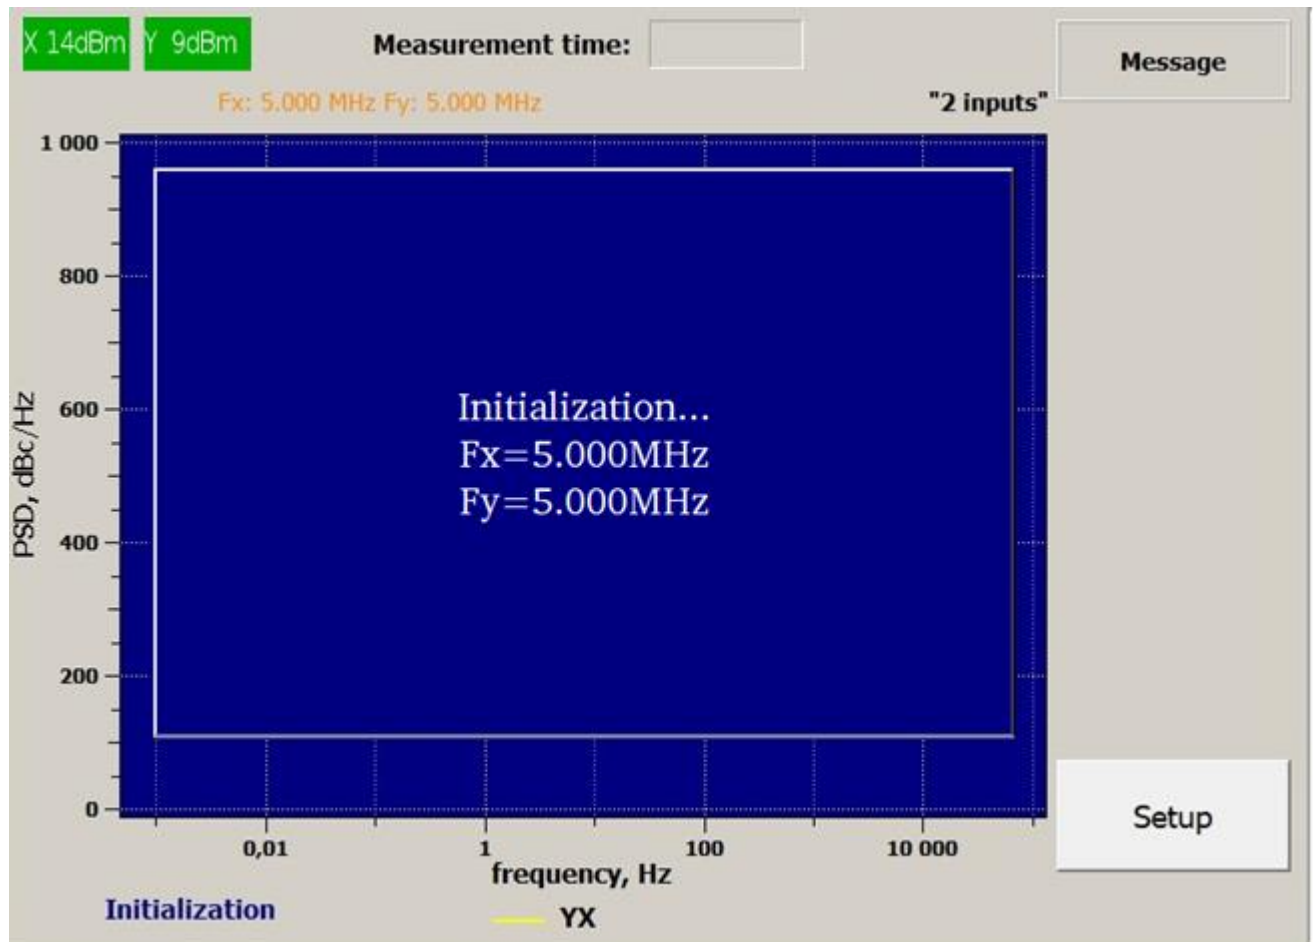 X 14dBm Y 9dBm Measurement time:
Message
Fx: 5.000 MHz Fy: 5.000 MHz "2 inputs"
1 000
800
600
400
200
0
PSD, dBc/Hz
Initialization...
Fx=5.000MHz
Fy=5.000MHz
0,01 1 100 10 000
frequency, Hz
Setup
Initialization
YX